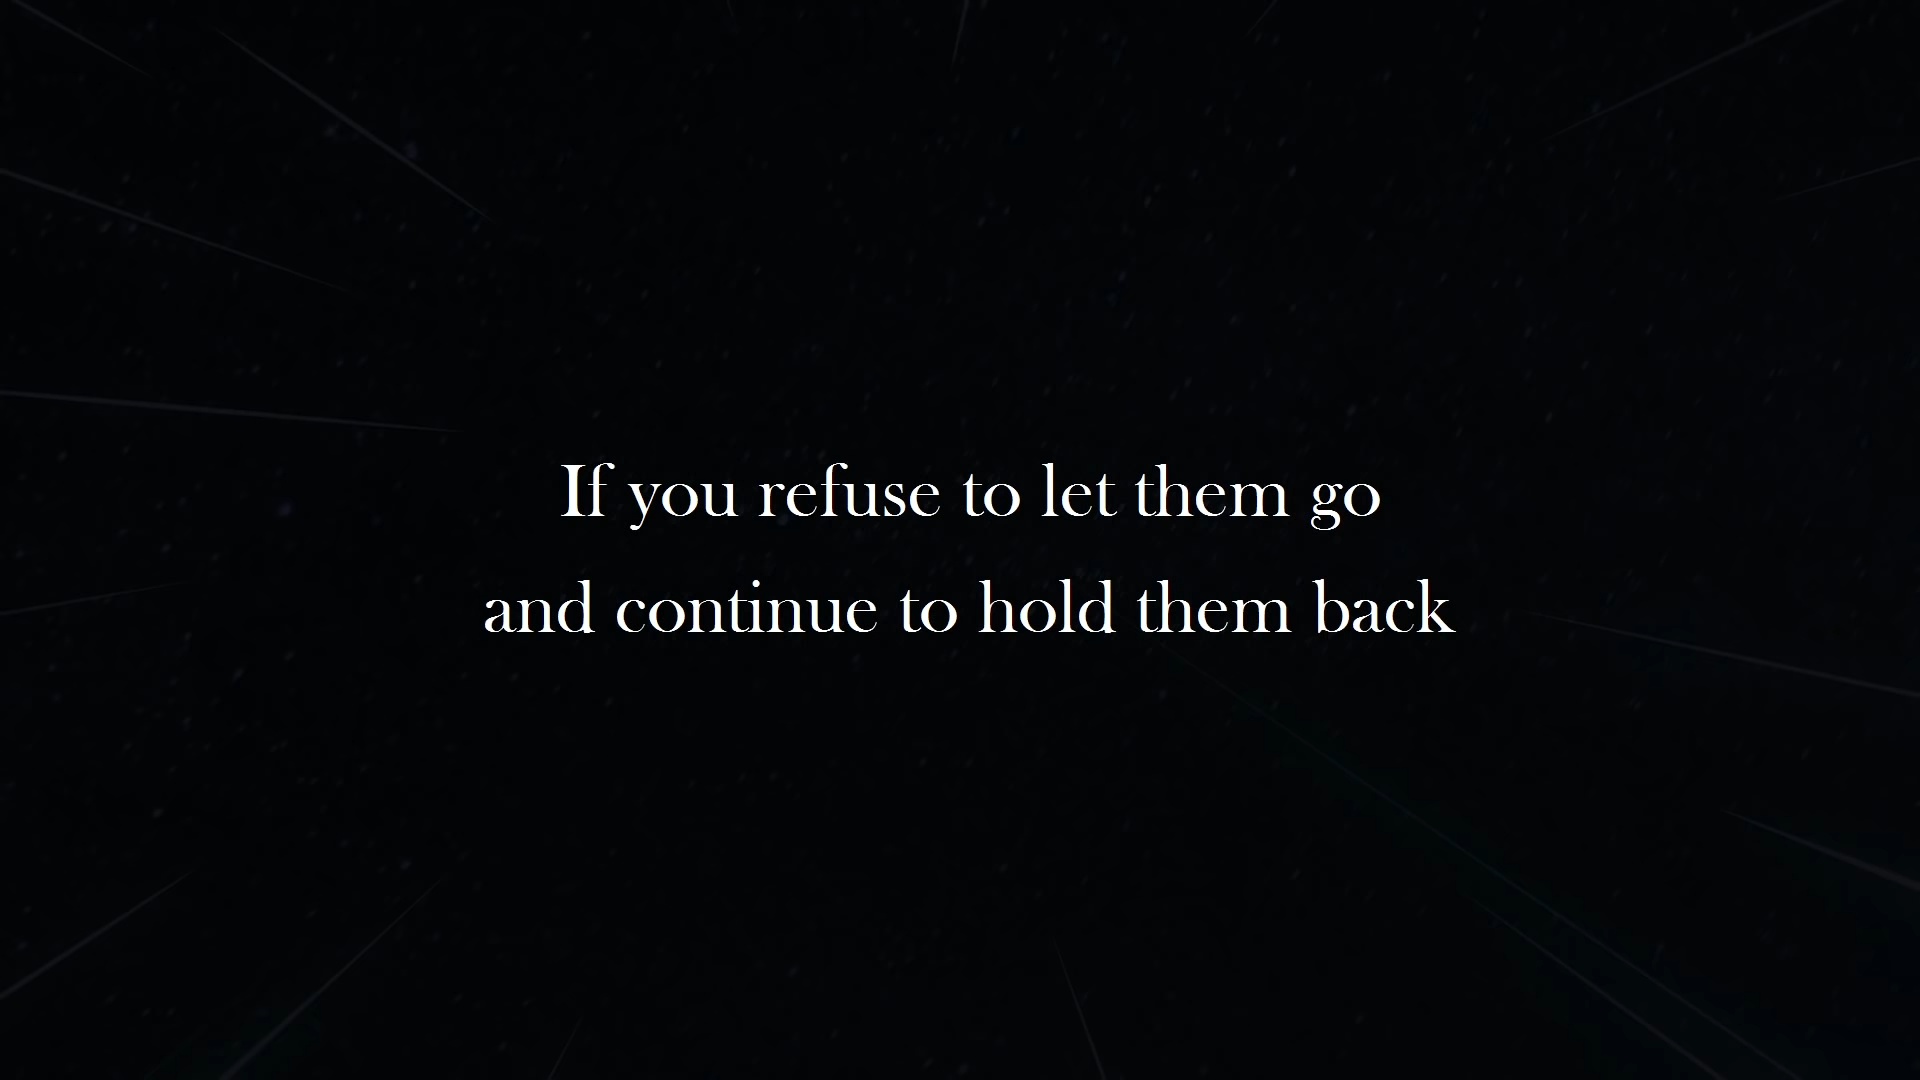 If you refuse to let them go
and continue to hold them back